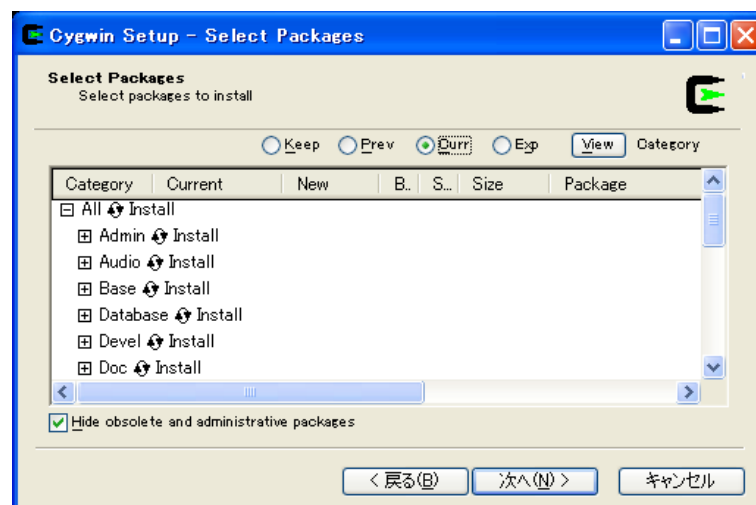 Cygwin Setup - Select Packages
Select Packages
Select packages to install
Keep Prev Curr Exp View Category
Category Current New B.. S... Size Package
All Install
Admin Install
Audio Install
Base Install
Database Install
Devel Install
Doc Install
Hide obsolete and administrative packages
< 戻る(B) 次へ(N) > キャンセル